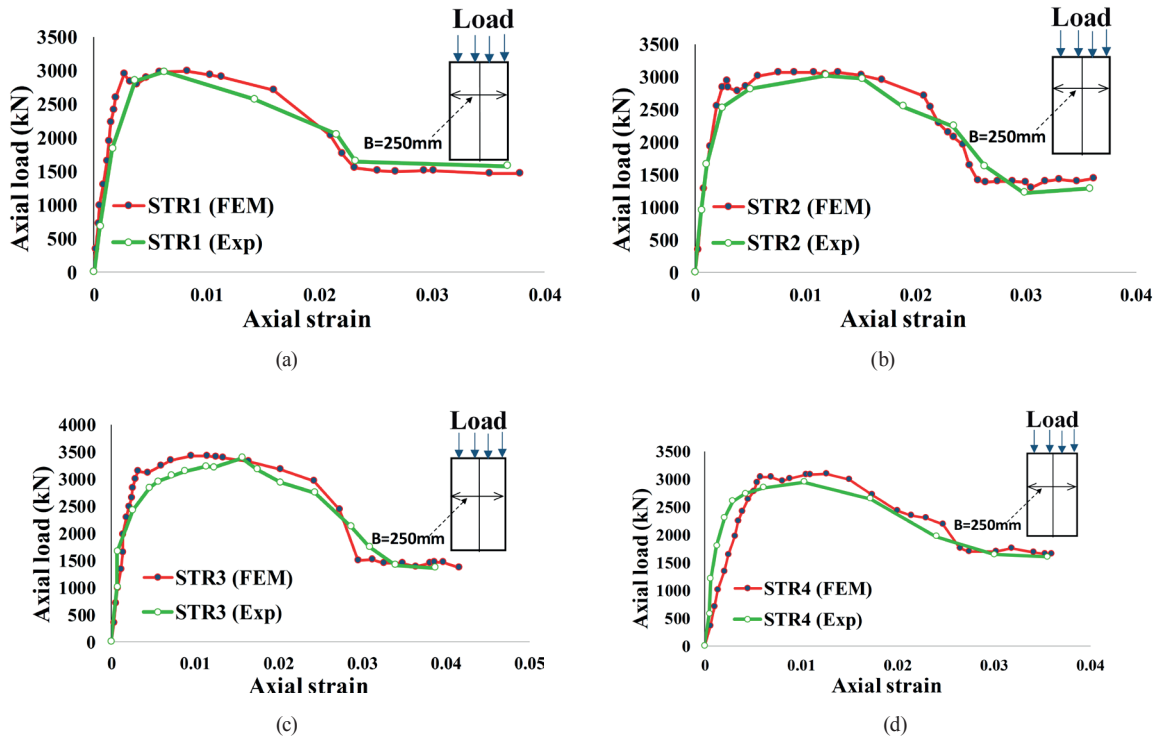 Load
3500
3000
2500
2000
1500
1000
500
0
Axial load (kN)
B=250mm
STR1 (FEM)
STR1 (Exp)
0 0.01 0.02 0.03 0.04
Axial strain
(a)
Load
3500
3000
2500
2000
1500
1000
500
0
Axial load (kN)
B=250mm
STR2 (FEM)
STR2 (Exp)
0 0.01 0.02 0.03 0.04
Axial strain
(b)
Load
4000
3500
3000
2500
2000
1500
1000
500
0
Axial load (kN)
B=250mm
STR3 (FEM)
STR3 (Exp)
0 0.01 0.02 0.03 0.04 0.05
Axial strain
(c)
Load
3500
3000
2500
2000
1500
1000
500
0
Axial load (kN)
B=250mm
STR4 (FEM)
STR4 (Exp)
0 0.01 0.02 0.03 0.04
Axial strain
(d)